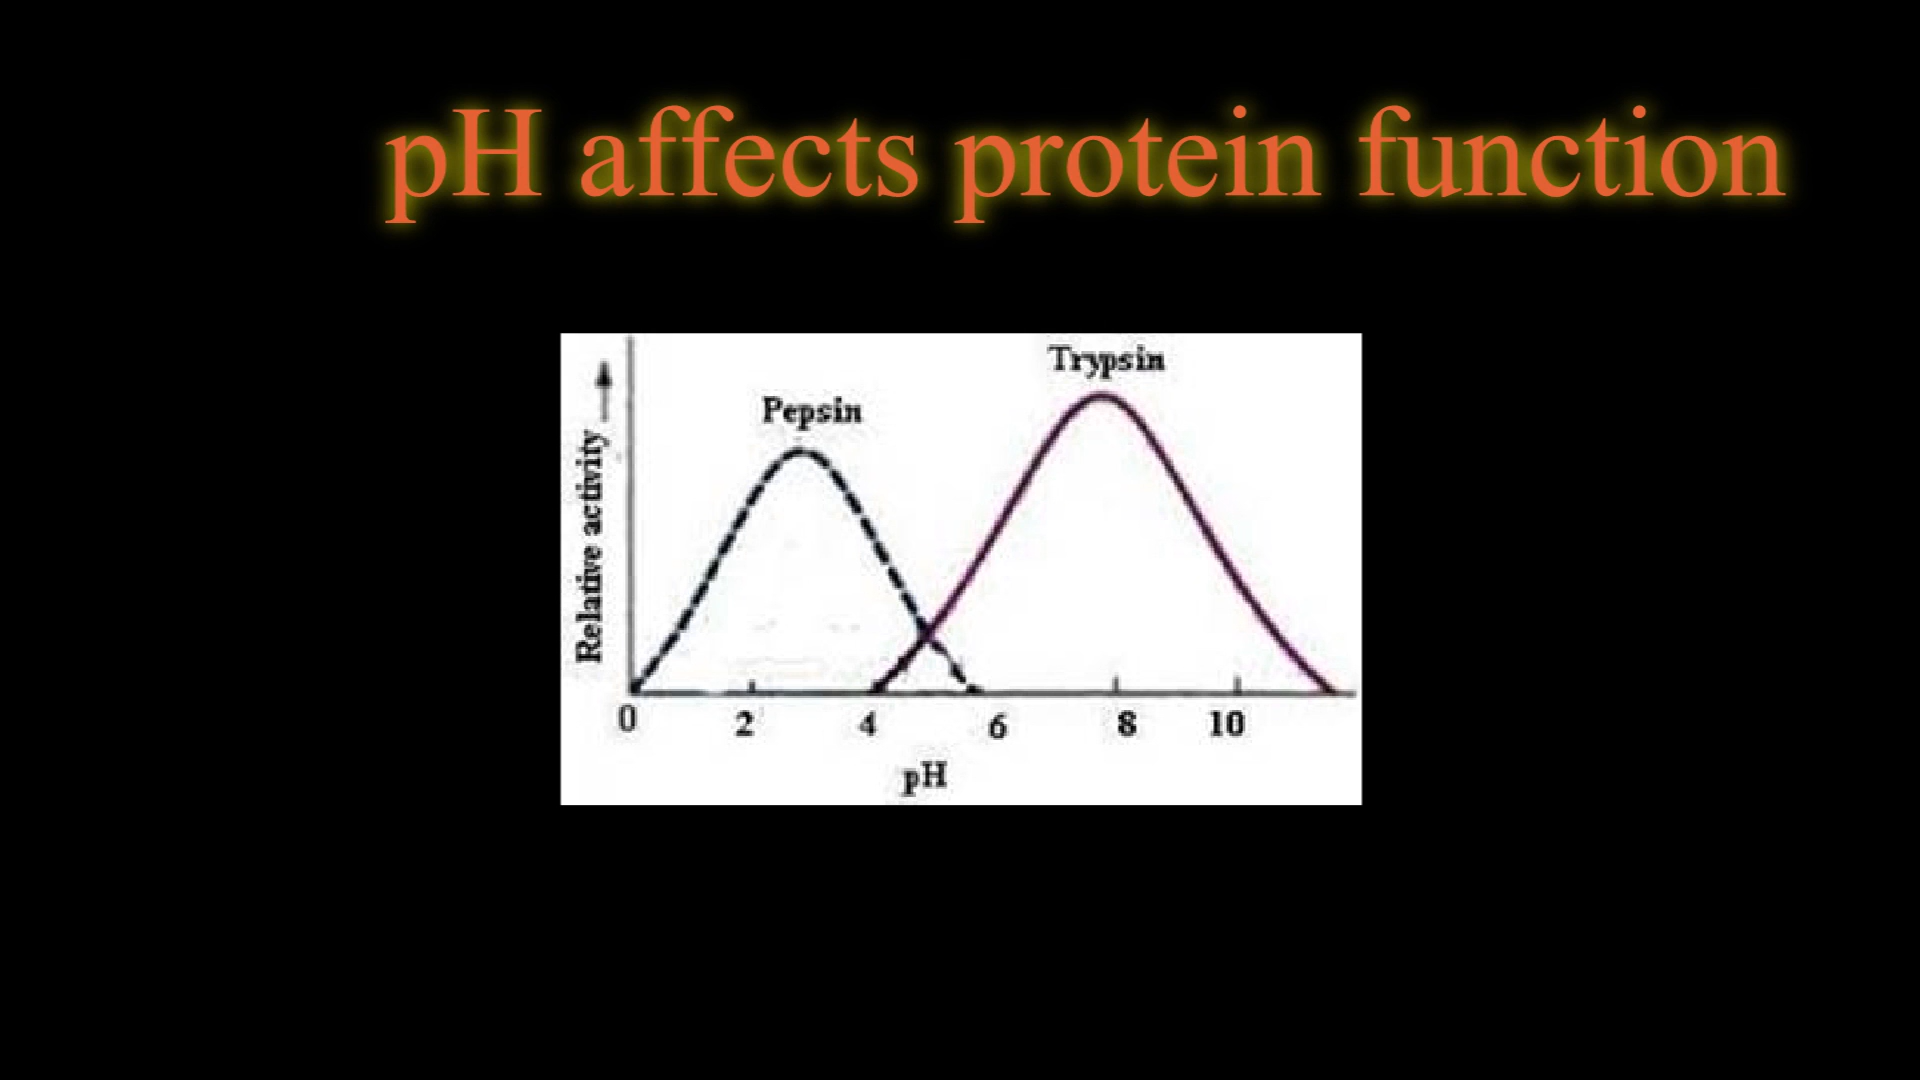 pH affects protein function
Trypsin
Pepsin
Relative activity
0 2 4 6 8 10
pH